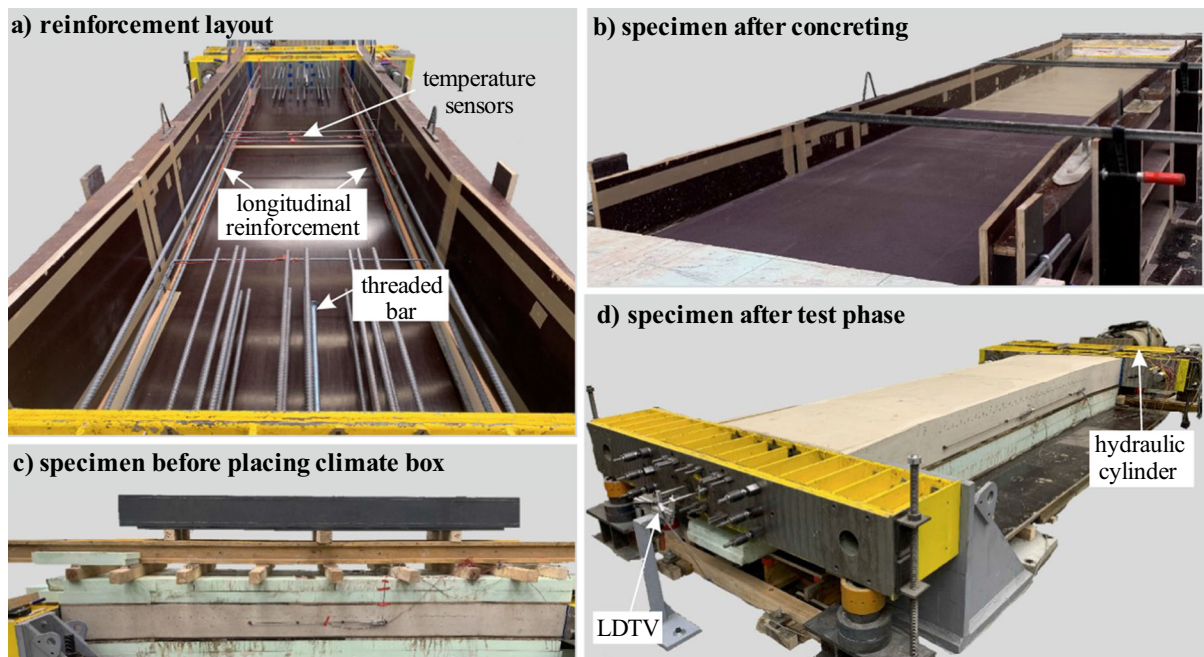 a) reinforcement layout
temperature
sensors
longitudinal
reinforcement
threaded
bar
b) specimen after concreting
c) specimen before placing climate box
d) specimen after test phase
hydraulic
cylinder
LDTV